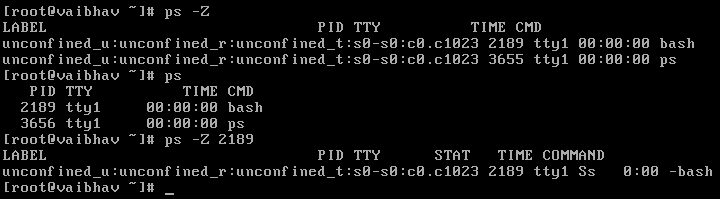 [root@vaibhav ~]# ps -Z
LABEL                                     PID TTY          TIME CMD
unconfined_u:unconfined_r:unconfined_t:s0-s0:c0.c1023 2189 tty1 00:00:00 bash
unconfined_u:unconfined_r:unconfined_t:s0-s0:c0.c1023 3655 tty1 00:00:00 ps
[root@vaibhav ~]# ps
   PID TTY          TIME CMD
  2189 tty1     00:00:00 bash
  3656 tty1     00:00:00 ps
[root@vaibhav ~]# ps -Z 2189
LABEL                                     PID TTY      STAT   TIME COMMAND
unconfined_u:unconfined_r:unconfined_t:s0-s0:c0.c1023 2189 tty1 Ss   0:00 -bash
[root@vaibhav ~]# _